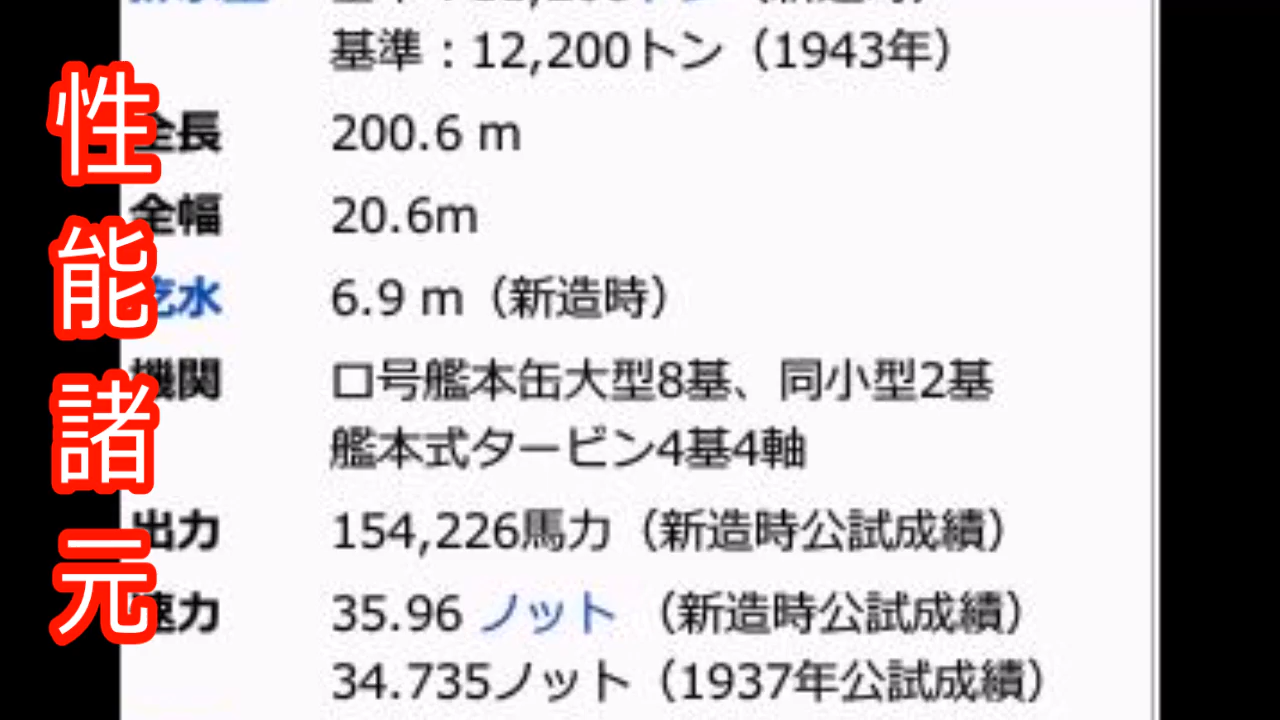 性能諸元
基準：12,200トン（1943年）
全長 200.6 m
全幅 20.6m
吃水 6.9 m（新造時）
機関 ロ号艦本缶大型8基、同小型2基
艦本式タービン4基4軸
出力 154,226馬力（新造時公試成績）
速力 35.96 ノット （新造時公試成績）
34.735ノット（1937年公試成績）